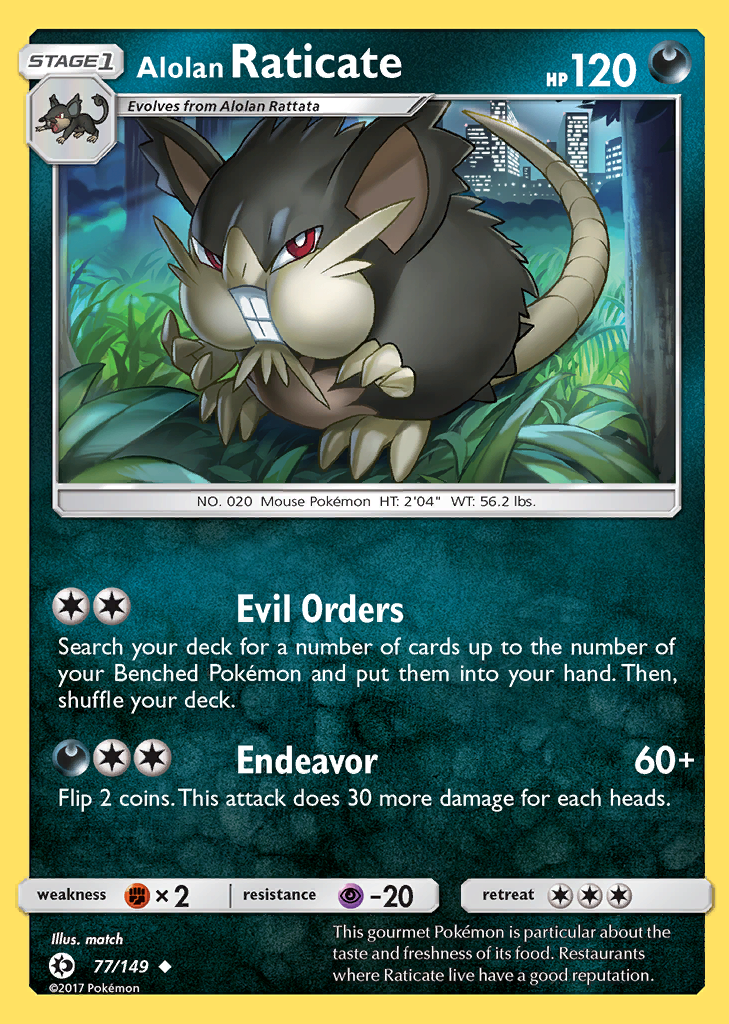 STAGE 1
Alolan Raticate
HP 120
Evolves from Alolan Rattata
NO. 020 Mouse Pokémon HT: 2'04" WT: 56.2 lbs.
Evil Orders
Search your deck for a number of cards up to the number of
your Benched Pokémon and put them into your hand. Then,
shuffle your deck.
Endeavor 60+
Flip 2 coins. This attack does 30 more damage for each heads.
weakness × 2 resistance -20 retreat
Illus. match
77/149
©2017 Pokémon
This gourmet Pokémon is particular about the
taste and freshness of its food. Restaurants
where Raticate live have a good reputation.